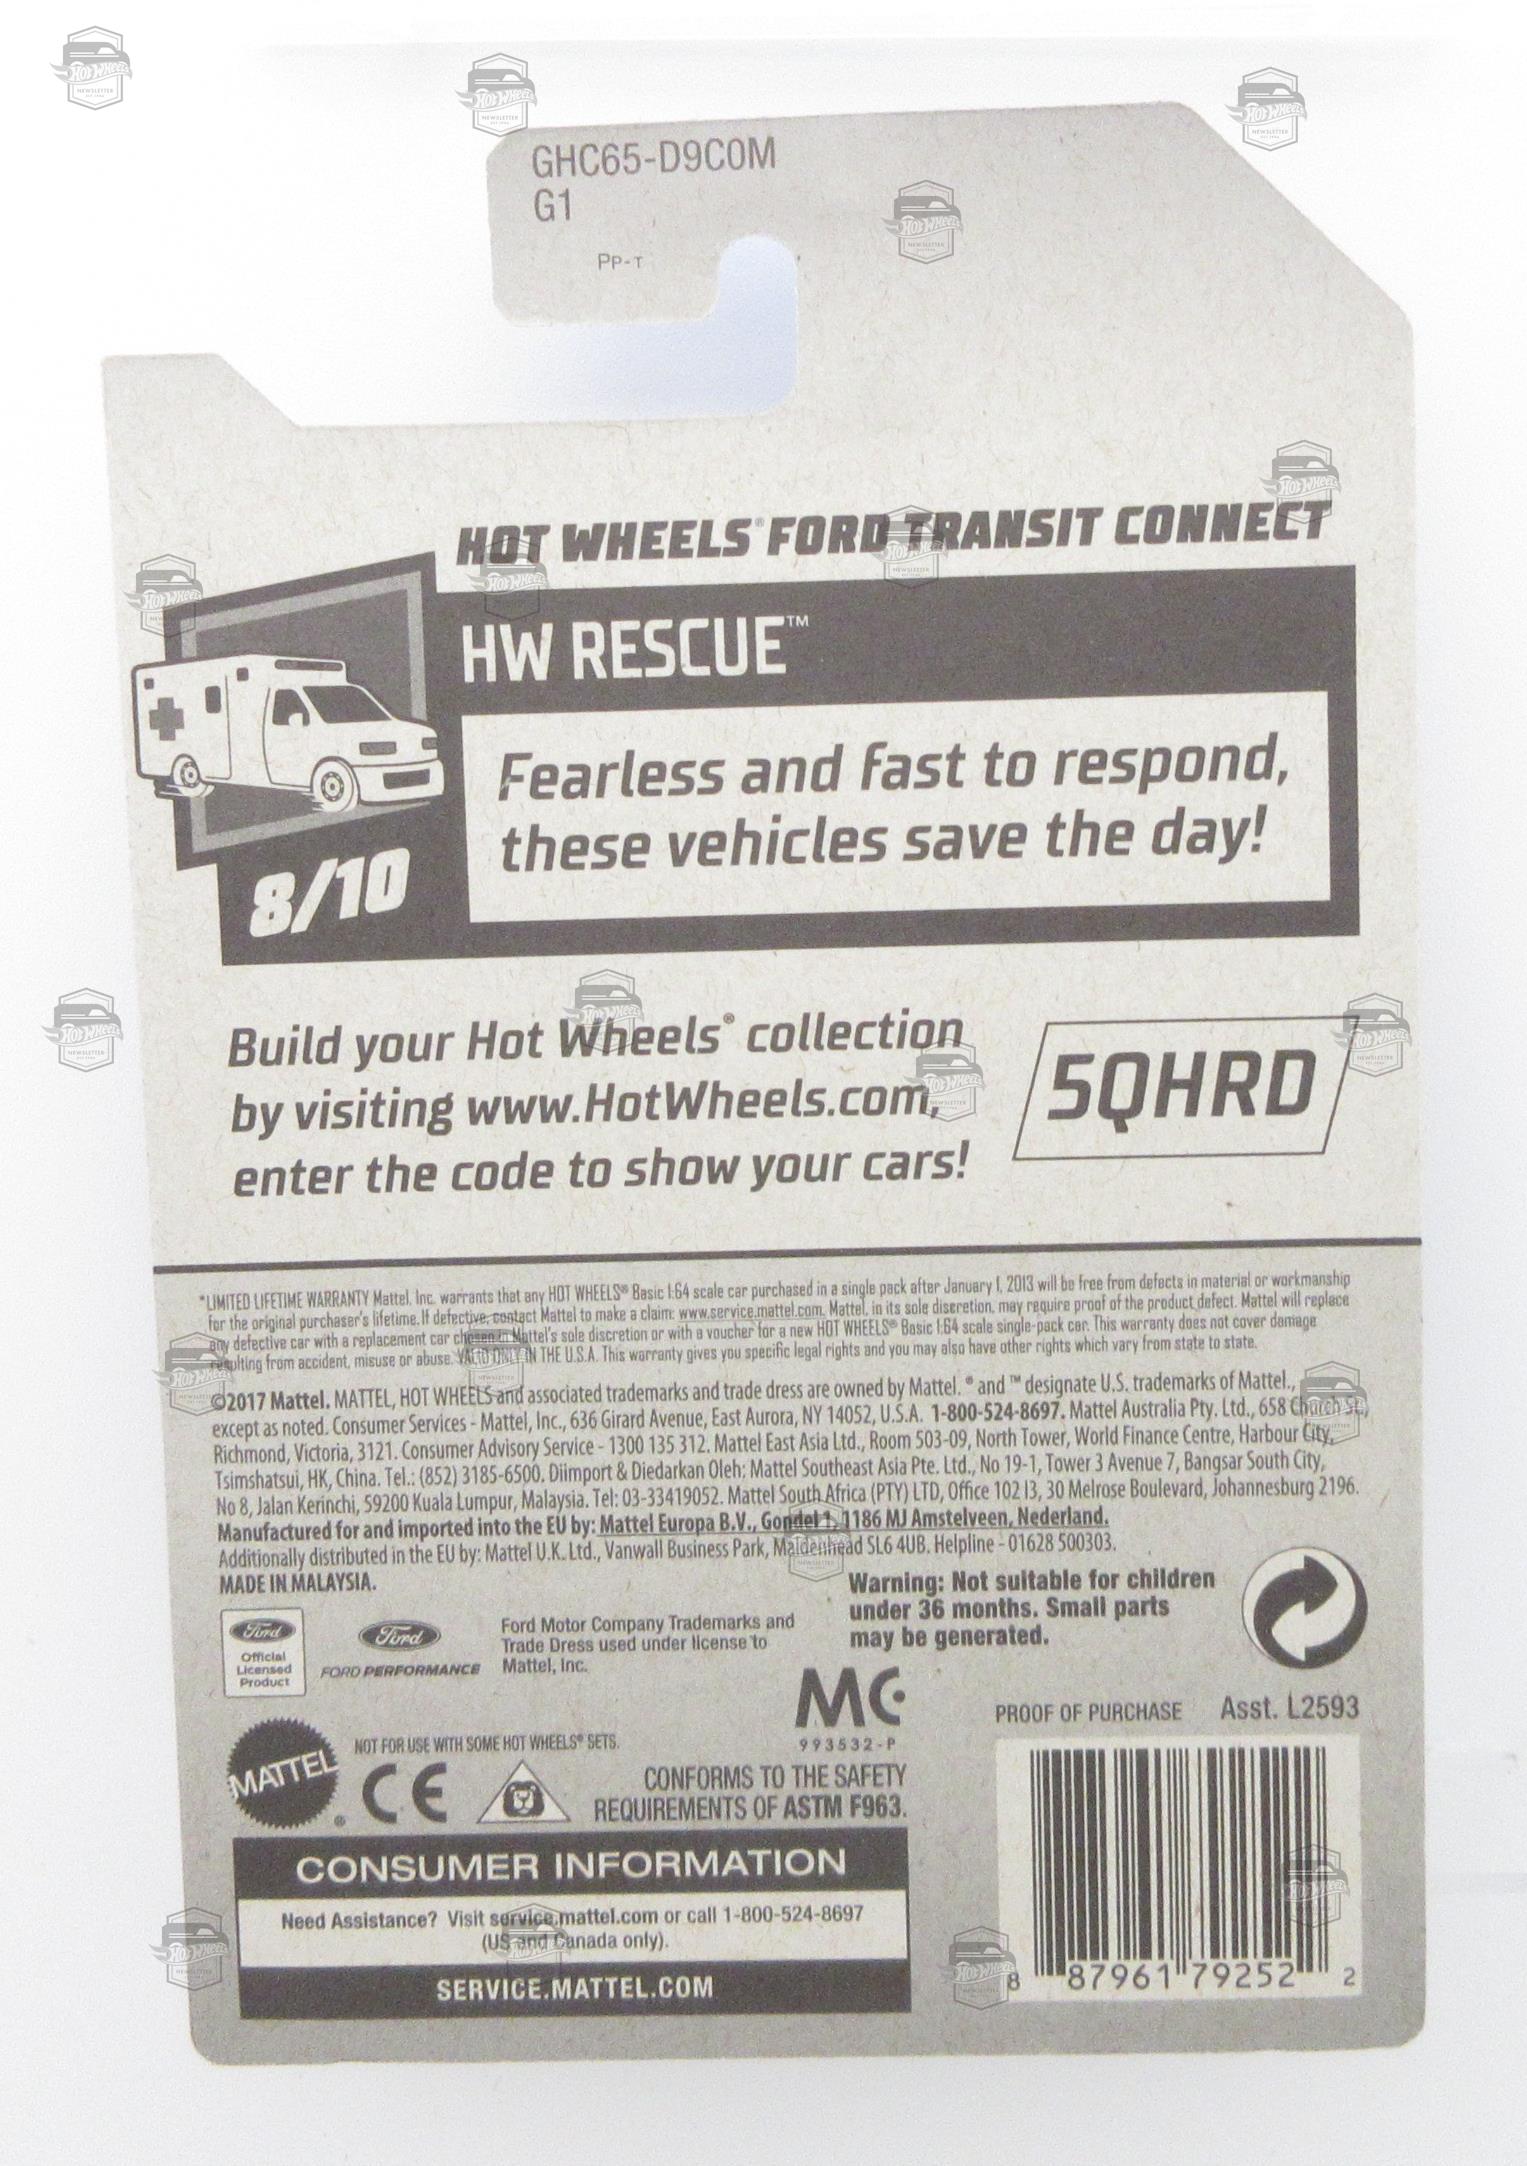 GHC65-D9C0M
G1
PP-T
HOT WHEELS® FORD TRANSIT CONNECT
HW RESCUE™
Fearless and fast to respond,
these vehicles save the day!
8/10
Build your Hot Wheels® collection
by visiting www.HotWheels.com,
enter the code to show your cars!
5QHRD
*LIMITED LIFETIME WARRANTY Mattel, Inc. warrants that any HOT WHEELS® Basic 1:64 scale car purchased in a single pack after January 1, 2013 will be free from defects in material or workmanship
for the original purchaser's lifetime. If defective, contact Mattel to make a claim: www.service.mattel.com. Mattel, in its sole discretion, may require proof of the product defect. Mattel will replace
any defective car with a replacement car chosen in Mattel's sole discretion or with a voucher for a new HOT WHEELS® Basic 1:64 scale single-pack car. This warranty does not cover damage
resulting from accident, misuse or abuse. VALID ONLY IN THE U.S.A. This warranty gives you specific legal rights and you may also have other rights which vary from state to state.
©2017 Mattel. MATTEL, HOT WHEELS and associated trademarks and trade dress are owned by Mattel. ® and ™ designate U.S. trademarks of Mattel.,
except as noted. Consumer Services - Mattel, Inc., 636 Girard Avenue, East Aurora, NY 14052, U.S.A. 1-800-524-8697. Mattel Australia Pty. Ltd., 658 Church St.,
Richmond, Victoria, 3121. Consumer Advisory Service - 1300 135 312. Mattel East Asia Ltd., Room 503-09, North Tower, World Finance Centre, Harbour City,
Tsimshatsui, HK, China. Tel.: (852) 3185-6500. Diimport & Diedarkan Oleh: Mattel Southeast Asia Pte. Ltd., No 19-1, Tower 3 Avenue 7, Bangsar South City,
No 8, Jalan Kerinchi, 59200 Kuala Lumpur, Malaysia. Tel: 03-33419052. Mattel South Africa (PTY) LTD, Office 102 I3, 30 Melrose Boulevard, Johannesburg 2196.
Manufactured for and imported into the EU by: Mattel Europa B.V., Gondel 1, 1186 MJ Amstelveen, Nederland.
Additionally distributed in the EU by: Mattel U.K. Ltd., Vanwall Business Park, Maidenhead SL6 4UB. Helpline - 01628 500303.
MADE IN MALAYSIA.
Warning: Not suitable for children
under 36 months. Small parts
may be generated.
Ford
Official
Licensed
Product
Ford
FORD PERFORMANCE
Ford Motor Company Trademarks and
Trade Dress used under license to
Mattel, Inc.
MC
993532-P
PROOF OF PURCHASE Asst. L2593
MATTEL®
NOT FOR USE WITH SOME HOT WHEELS® SETS.
CE
CONFORMS TO THE SAFETY
REQUIREMENTS OF ASTM F963.
CONSUMER INFORMATION
Need Assistance? Visit service.mattel.com or call 1-800-524-8697
(US and Canada only).
SERVICE.MATTEL.COM
8 87961 79252 2